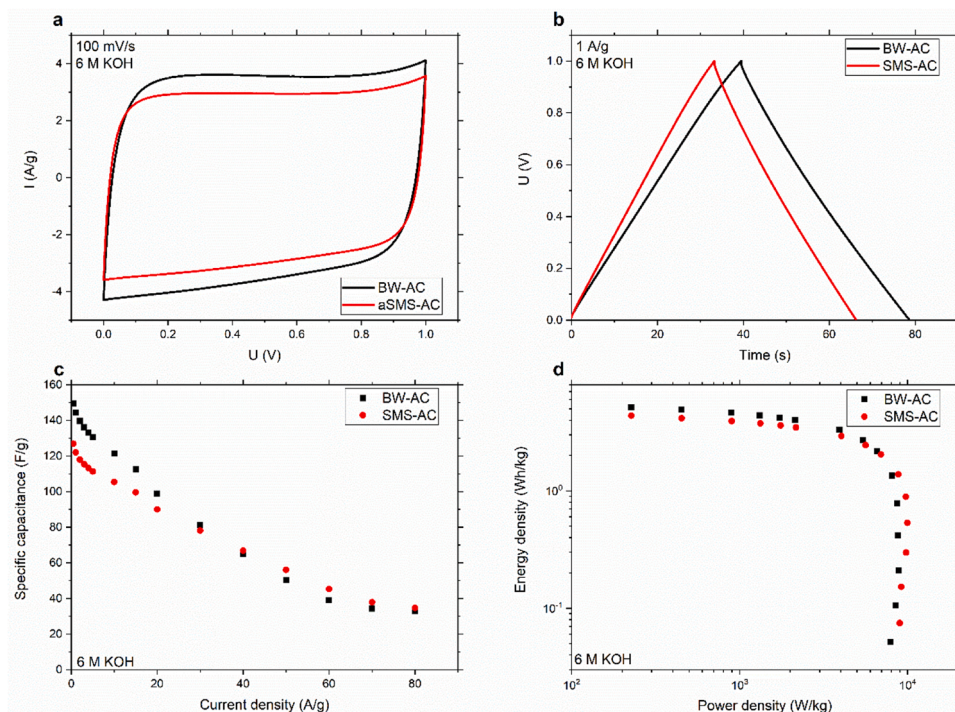 a
100 mV/s
6 M KOH
4
2
0
-2
-4
I (A/g)
BW-AC
aSMS-AC
0.0
0.2
0.4
0.6
0.8
1.0
U (V)
b
1 A/g
6 M KOH
BW-AC
SMS-AC
1.0
0.8
0.6
0.4
0.2
0.0
U (V)
0
20
40
60
80
Time (s)
c
160
140
120
100
80
60
40
20
0
Specific capacitance (F/g)
BW-AC
SMS-AC
6 M KOH
0
20
40
60
80
Current density (A/g)
d
BW-AC
SMS-AC
10⁰
10⁻¹
Energy density (Wh/kg)
6 M KOH
10²
10³
10⁴
Power density (W/kg)